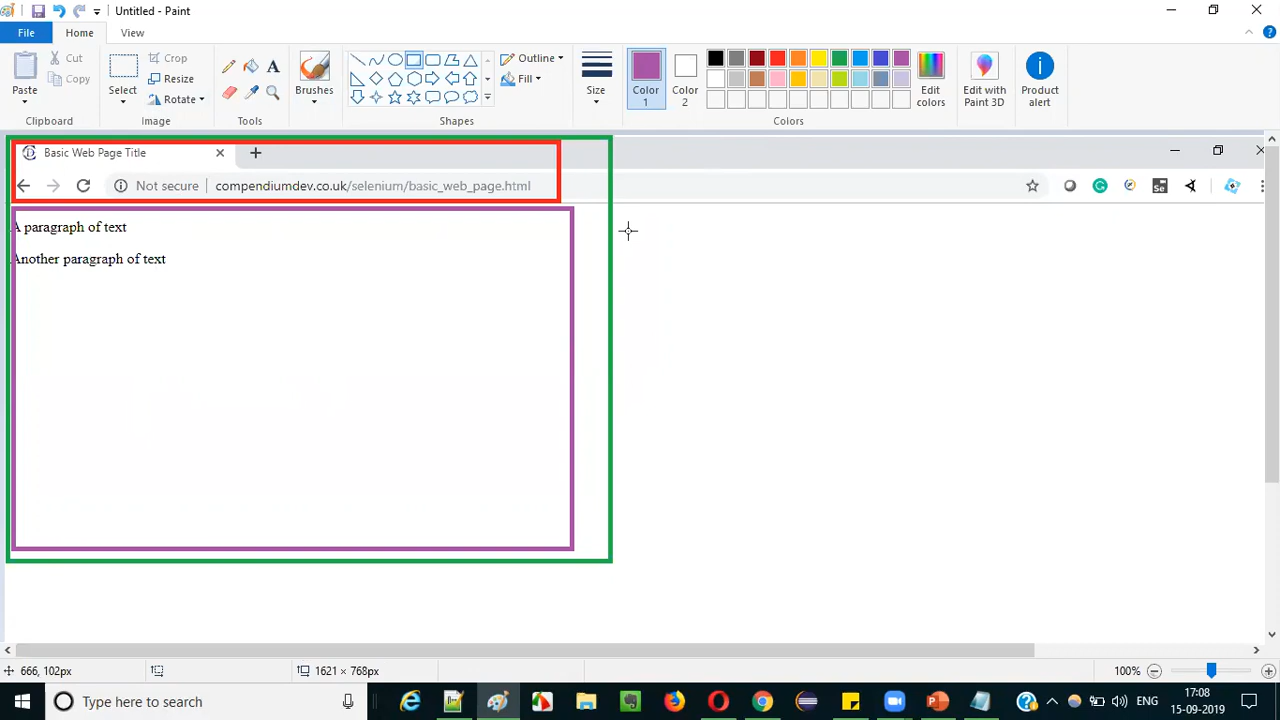 Untitled - Paint
File Home View
Paste Cut Copy
Clipboard
Select Crop Resize Rotate
Image
Tools
Brushes
Shapes
Outline
Fill
Size
Color 1
Color 2
Edit colors
Colors
Edit with Paint 3D
Product alert
Basic Web Page Title
Not secure compendiumdev.co.uk/selenium/basic_web_page.html
A paragraph of text
Another paragraph of text
666, 102px 1621 × 768px 100%
Type here to search
ENG
17:08
15-09-2019